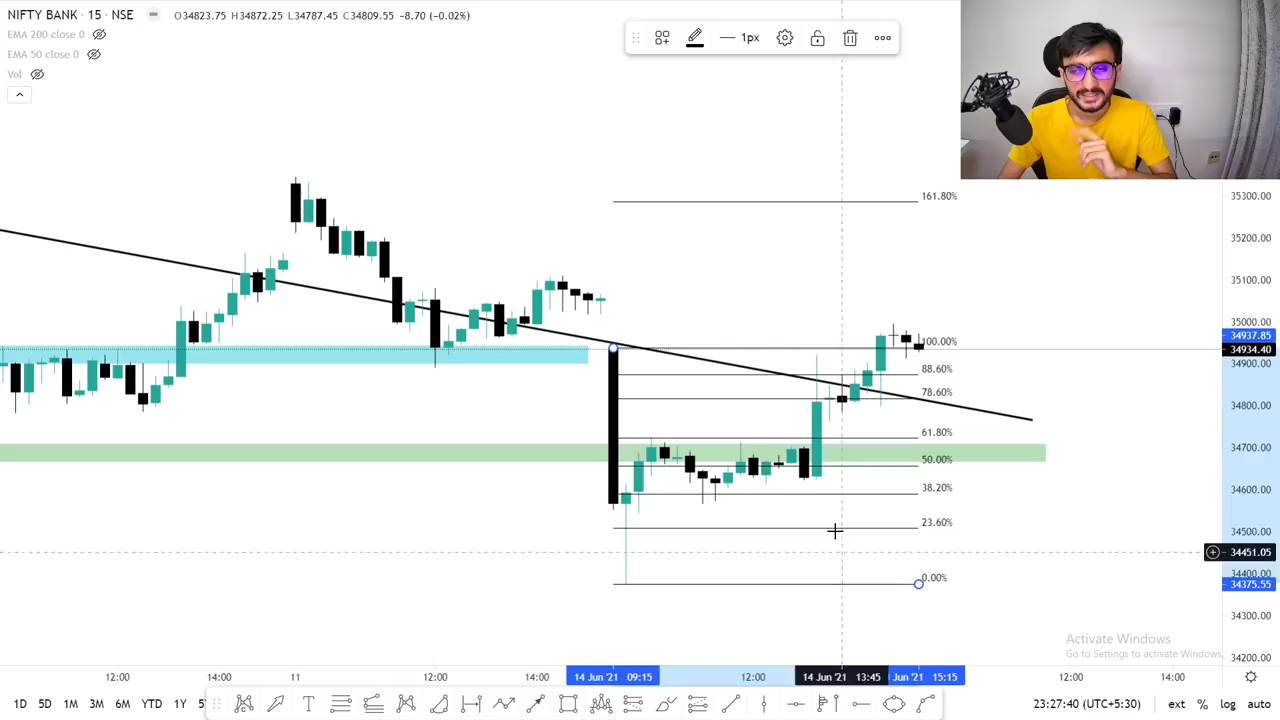 NIFTY BANK · 15 · NSE
O34823.75 H34872.25 L34787.45 C34809.55 -8.70 (-0.02%)
EMA 200 close 0
EMA 50 close 0
Vol
1px
161.80%
100.00%
88.60%
78.60%
61.80%
50.00%
38.20%
23.60%
0.00%
35300.00
35200.00
35100.00
35000.00
34937.85
34934.40
34900.00
34800.00
34700.00
34600.00
34500.00
34451.05
34400.00
34375.55
34300.00
34200.00
Activate Windows
Go to Settings to activate Windows.
12:00 14:00 11 12:00 14:00 14 Jun '21 09:15 12:00 14 Jun '21 13:45 Jun '21 15:15 12:00 14:00
1D 5D 1M 3M 6M YTD 1Y 23:27:40 (UTC+5:30) ext % log auto